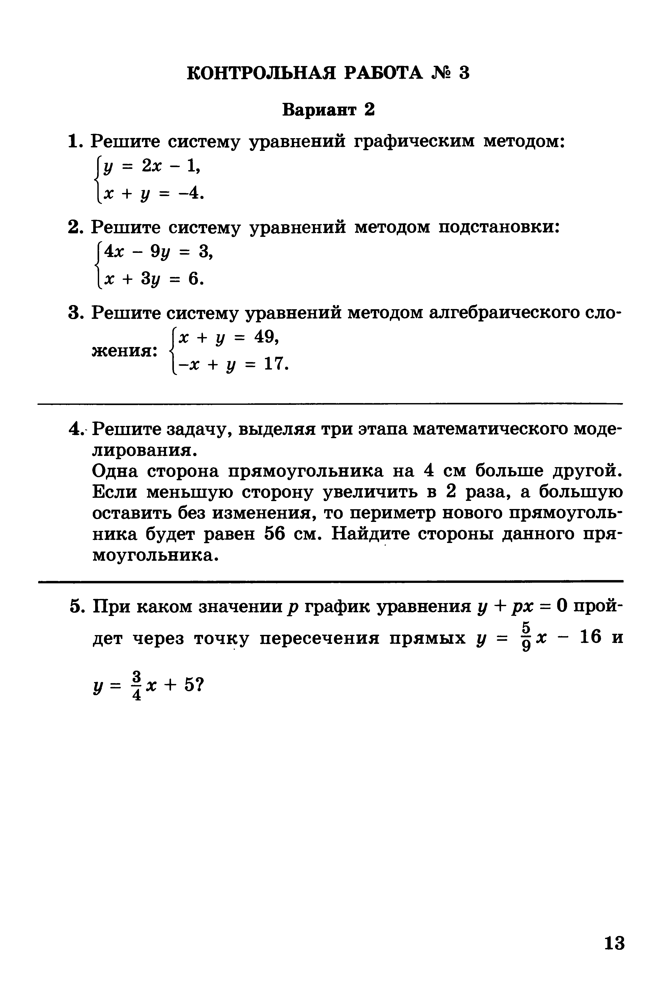 КОНТРОЛЬНАЯ РАБОТА № 3
Вариант 2
1. Решите систему уравнений графическим методом:
y = 2x – 1,
x + y = –4.
2. Решите систему уравнений методом подстановки:
4x – 9y = 3,
x + 3y = 6.
3. Решите систему уравнений методом алгебраического сло-
x + y = 49,
жения:
–x + y = 17.
4. Решите задачу, выделяя три этапа математического моде-
лирования.
Одна сторона прямоугольника на 4 см больше другой.
Если меньшую сторону увеличить в 2 раза, а большую
оставить без изменения, то периметр нового прямоуголь-
ника будет равен 56 см. Найдите стороны данного пря-
моугольника.
5. При каком значении p график уравнения y + px = 0 прой-
дет через точку пересечения прямых y = 5/9 x – 16 и
y = 3/4 x + 5?
13